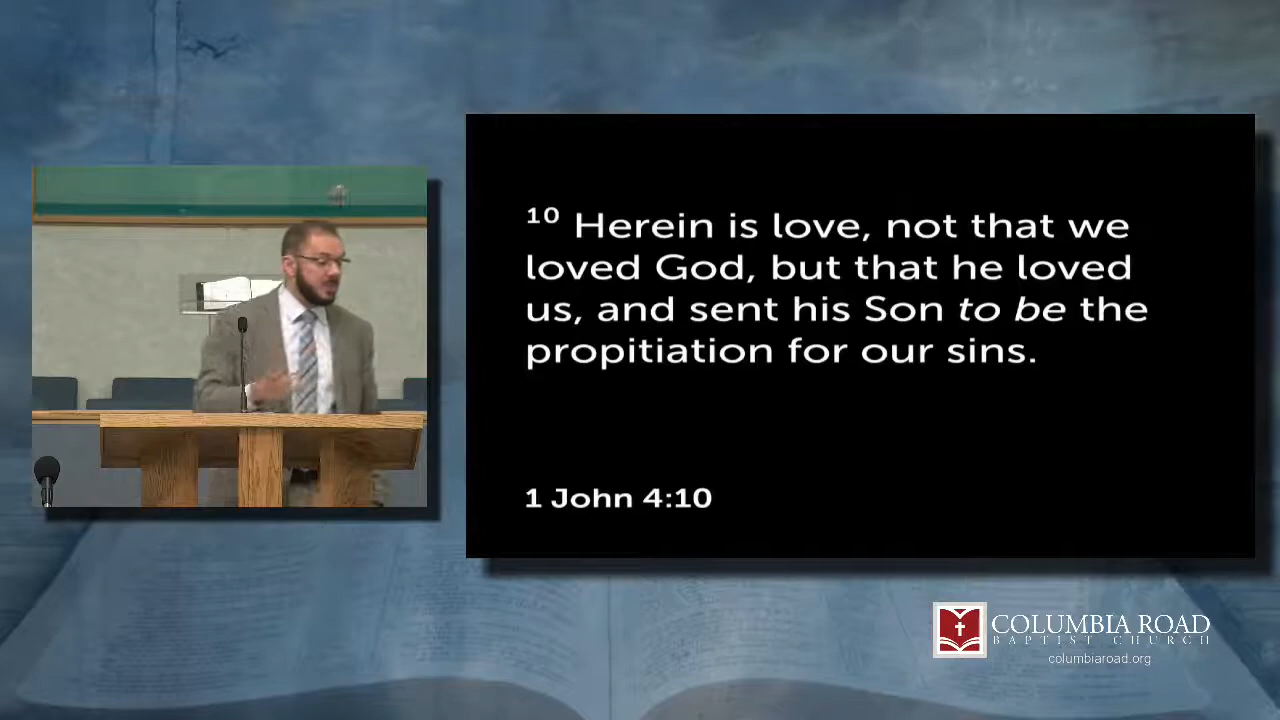 10 Herein is love, not that we
loved God, but that he loved
us, and sent his Son to be the
propitiation for our sins.
1 John 4:10
COLUMBIA ROAD
BAPTIST CHURCH
columbiaroad.org